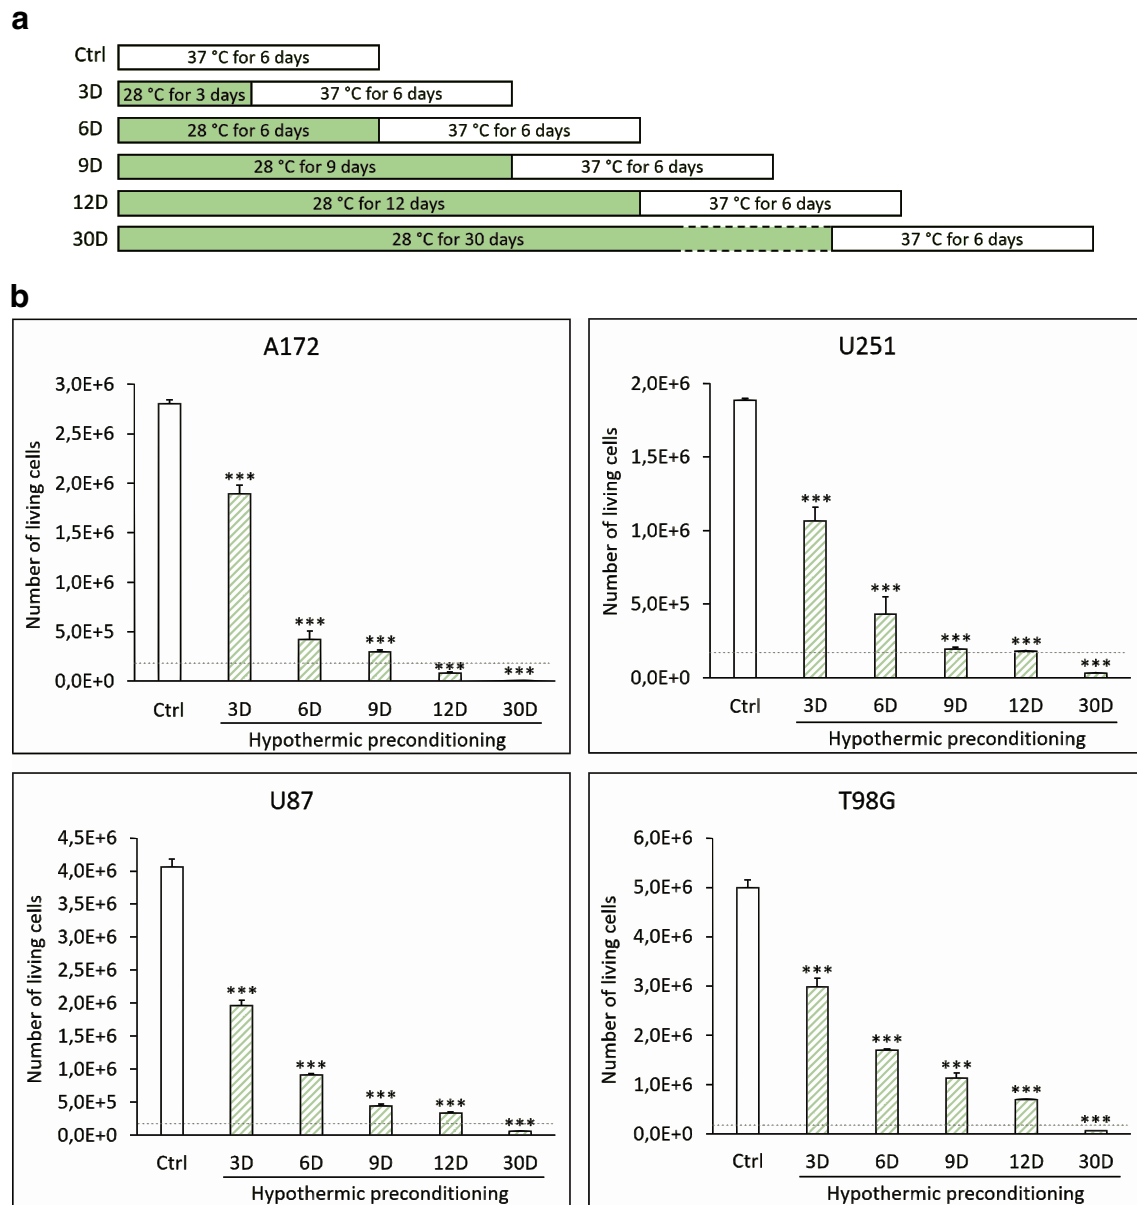 a
Ctrl 37 °C for 6 days
3D 28 °C for 3 days 37 °C for 6 days
6D 28 °C for 6 days 37 °C for 6 days
9D 28 °C for 9 days 37 °C for 6 days
12D 28 °C for 12 days 37 °C for 6 days
30D 28 °C for 30 days 37 °C for 6 days
b
A172
Number of living cells
3,0E+6
2,5E+6
2,0E+6
1,5E+6
1,0E+6
5,0E+5
0,0E+0
***
***
***
***
***
Ctrl 3D 6D 9D 12D 30D
Hypothermic preconditioning
U251
Number of living cells
2,0E+6
1,5E+6
1,0E+6
5,0E+5
0,0E+0
***
***
***
***
***
Ctrl 3D 6D 9D 12D 30D
Hypothermic preconditioning
U87
Number of living cells
4,5E+6
4,0E+6
3,5E+6
3,0E+6
2,5E+6
2,0E+6
1,5E+6
1,0E+6
5,0E+5
0,0E+0
***
***
***
***
***
Ctrl 3D 6D 9D 12D 30D
Hypothermic preconditioning
T98G
Number of living cells
6,0E+6
5,0E+6
4,0E+6
3,0E+6
2,0E+6
1,0E+6
0,0E+0
***
***
***
***
***
Ctrl 3D 6D 9D 12D 30D
Hypothermic preconditioning